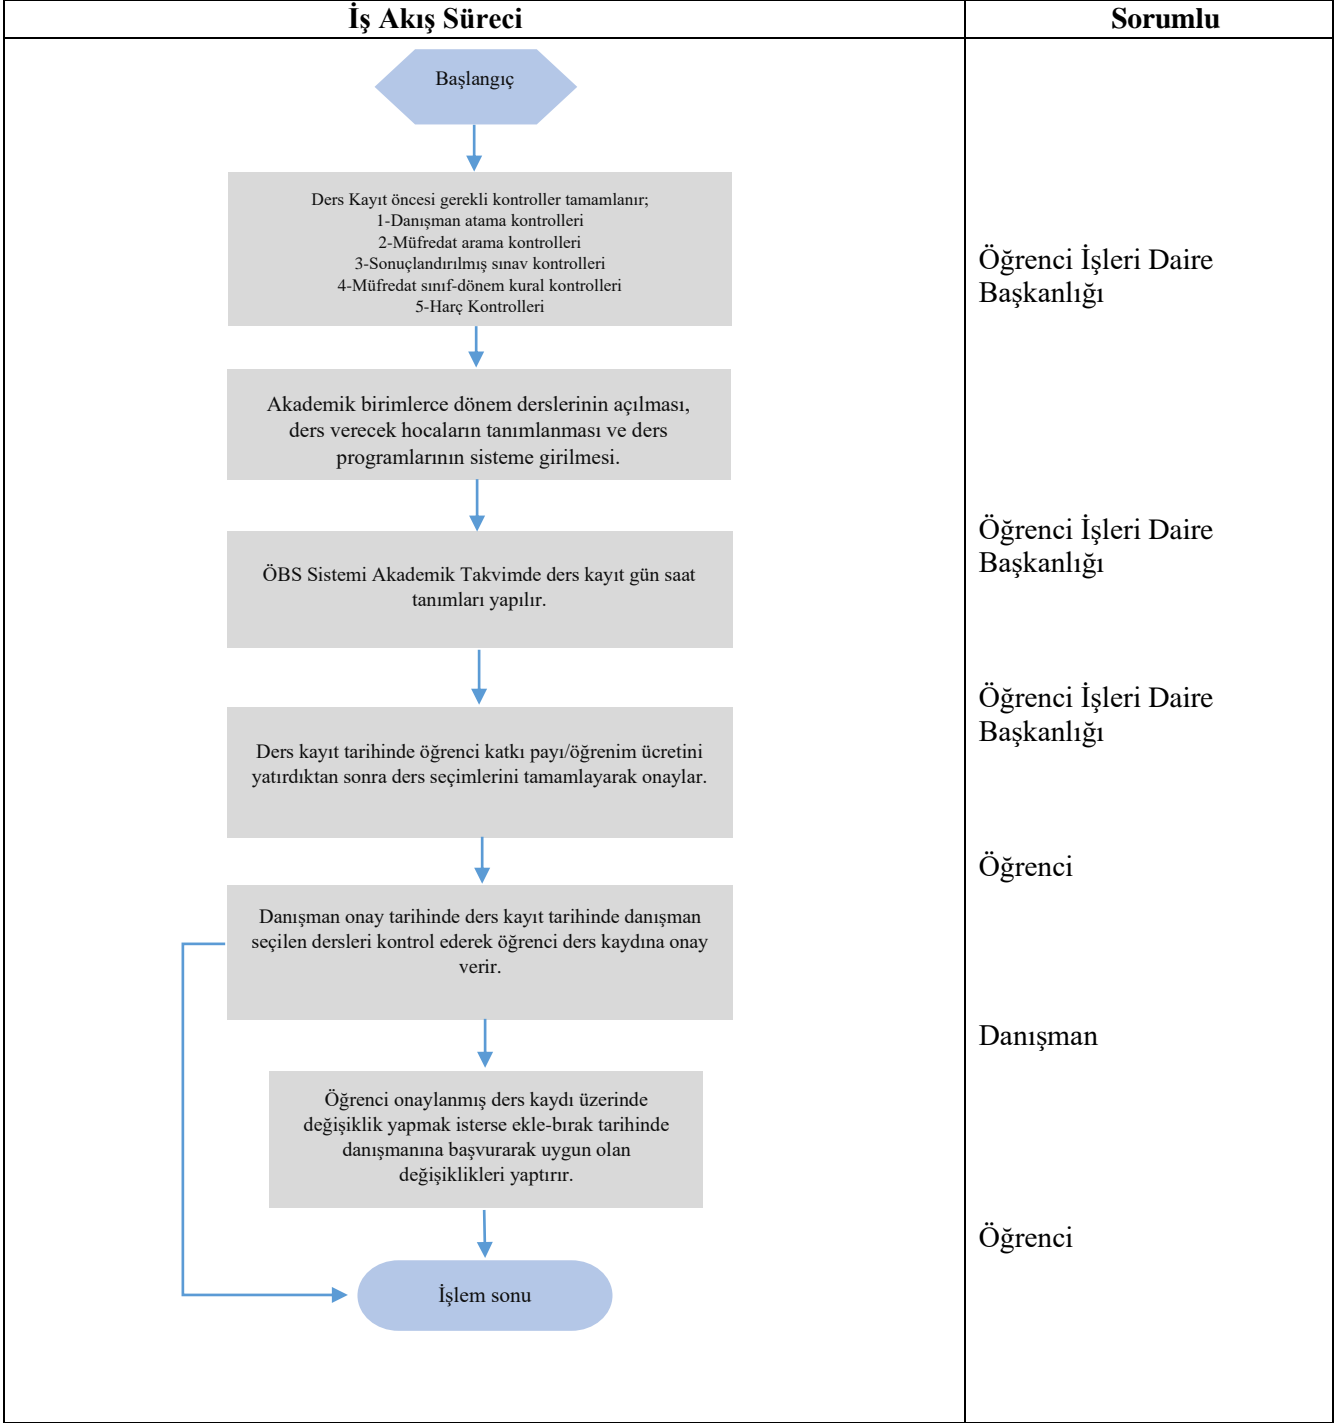 İş Akış Süreci
Sorumlu
Başlangıç
Ders Kayıt öncesi gerekli kontroller tamamlanır;
1-Danışman atama kontrolleri
2-Müfredat arama kontrolleri
3-Sonuçlandırılmış sınav kontrolleri
4-Müfredat sınıf-dönem kural kontrolleri
5-Harç Kontrolleri
Öğrenci İşleri Daire
Başkanlığı
Akademik birimlerce dönem derslerinin açılması,
ders verecek hocaların tanımlanması ve ders
programlarının sisteme girilmesi.
Öğrenci İşleri Daire
Başkanlığı
ÖBS Sistemi Akademik Takvimde ders kayıt gün saat
tanımları yapılır.
Öğrenci İşleri Daire
Başkanlığı
Ders kayıt tarihinde öğrenci katkı payı/öğrenim ücretini
yatırdıktan sonra ders seçimlerini tamamlayarak onaylar.
Öğrenci
Danışman onay tarihinde ders kayıt tarihinde danışman
seçilen dersleri kontrol ederek öğrenci ders kaydına onay
verir.
Danışman
Öğrenci onaylanmış ders kaydı üzerinde
değişiklik yapmak isterse ekle-bırak tarihinde
danışmanına başvurarak uygun olan
değişiklikleri yaptırır.
Öğrenci
İşlem sonu